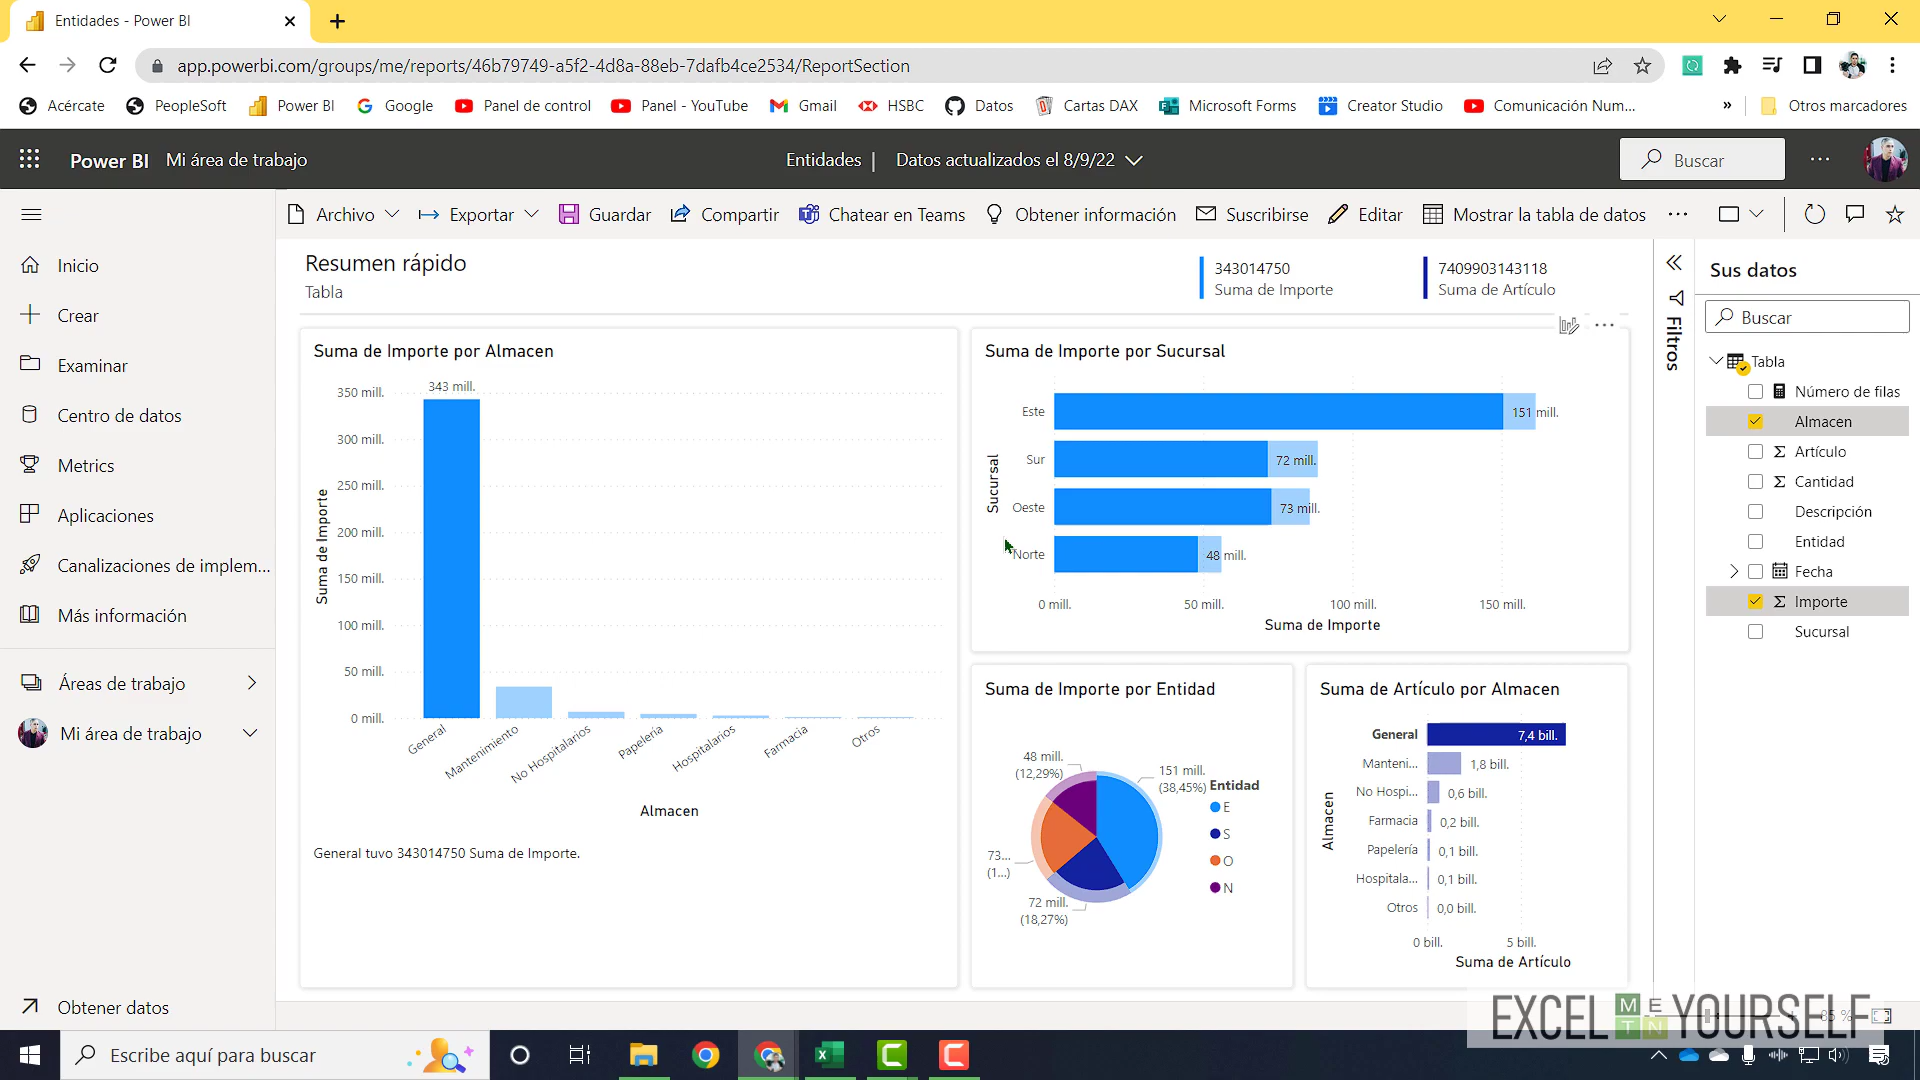 Entidades - Power BI
app.powerbi.com/groups/me/reports/46b79749-a5f2-4d8a-88eb-7dafb4ce2534/ReportSection
Acércate PeopleSoft Power BI Google Panel de control Panel - YouTube Gmail HSBC Datos Cartas DAX Microsoft Forms Creator Studio Comunicación Num... » Otros marcadores
Power BI Mi área de trabajo Entidades | Datos actualizados el 8/9/22 Buscar
Archivo Exportar Guardar Compartir Chatear en Teams Obtener información Suscribirse Editar Mostrar la tabla de datos
Inicio
Crear
Examinar
Centro de datos
Metrics
Aplicaciones
Canalizaciones de implem...
Más información
Áreas de trabajo
Mi área de trabajo
Obtener datos
Resumen rápido
Tabla
343014750
Suma de Importe
7409903143118
Suma de Artículo
Suma de Importe por Almacen
350 mill.
300 mill.
250 mill.
200 mill.
150 mill.
100 mill.
50 mill.
0 mill.
Suma de Importe
343 mill.
General
Mantenimiento
No Hospitalarios
Papelería
Hospitalarios
Farmacia
Otros
Almacen
General tuvo 343014750 Suma de Importe.
Suma de Importe por Sucursal
Sucursal
Este 151 mill.
Sur 72 mill.
Oeste 73 mill.
Norte 48 mill.
0 mill. 50 mill. 100 mill. 150 mill.
Suma de Importe
Suma de Importe por Entidad
48 mill.
(12,29%)
151 mill.
(38,45%)
73...
(1...)
72 mill.
(18,27%)
Entidad
E
S
O
N
Suma de Artículo por Almacen
Almacen
General 7,4 bill.
Manteni... 1,8 bill.
No Hospi... 0,6 bill.
Farmacia 0,2 bill.
Papelería 0,1 bill.
Hospitala... 0,1 bill.
Otros 0,0 bill.
0 bill. 5 bill.
Suma de Artículo
Filtros
Sus datos
Buscar
Tabla
Número de filas
Almacen
Artículo
Cantidad
Descripción
Entidad
Fecha
Importe
Sucursal
EXCEL ME TN YOURSELF
85 %
Escribe aquí para buscar